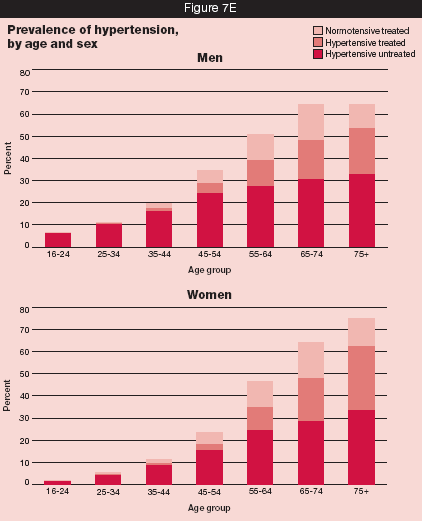 Figure 7E
Prevalence of hypertension,
by age and sex
Normotensive treated
Hypertensive treated
Hypertensive untreated
Men
80
70
60
50
40
30
20
10
0
Percent
16-24 25-34 35-44 45-54 55-64 65-74 75+
Age group
Women
80
70
60
50
40
30
20
10
0
Percent
16-24 25-34 35-44 45-54 55-64 65-74 75+
Age group